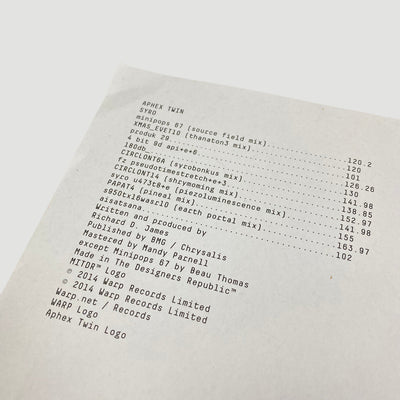 APHEX TWIN
SYRO
minipops 67 (source field mix)....................120.2
XMAS_EVET10 (thanaton3 mix)....................120
produk 29....................101
4 bit 9d api+e+6....................126.26
180db_....................130
CIRCLONT6A (syrobonkus mix)....................141.98
fz pseudotimestretch+e+3....................138.85
CIRCLONT14 (shrymoming mix)....................152.97
syro u473t8+e (piezoluminescence mix)....................141.98
PAPAT4 (pineal mix)....................155
s950tx16wasr10 (earth portal mix)....................163.97
aisatsana....................102
Written and produced by
Richard D. James
Published by BMG / Chrysalis
Mastered by Mandy Parnell
except Minipops 67 by Beau Thomas
Made in The Designers Republic™
MITDR™ Logo
℗ 2014 Warp Records Limited
© 2014 Warp Records Limited
Warp.net / Records
WARP Logo
Aphex Twin Logo